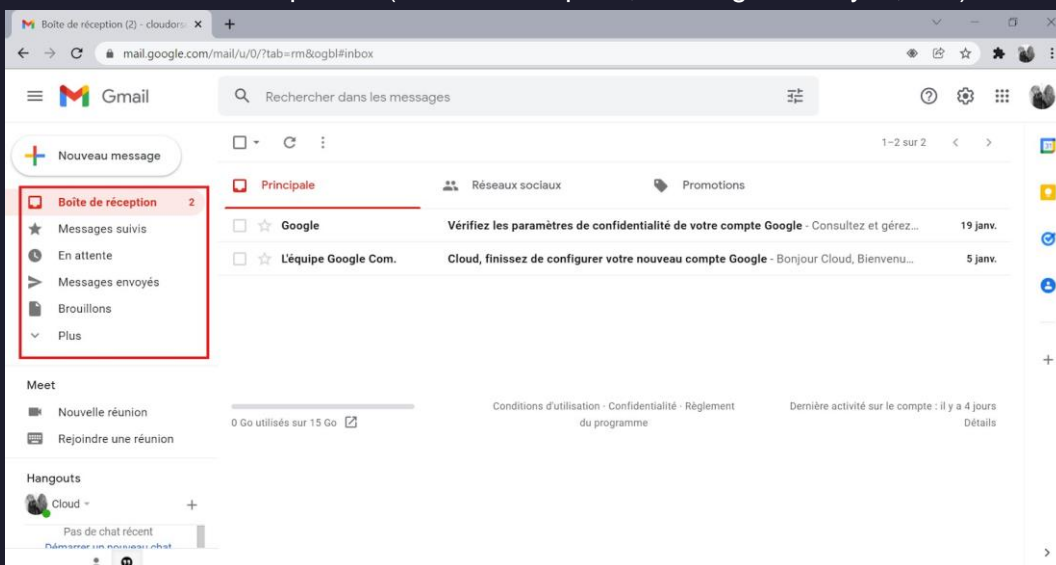 Boîte de réception (2) - cloudors
mail.google.com/mail/u/0/?tab=rm&ogbl#inbox
Gmail
Rechercher dans les messages
Nouveau message
1–2 sur 2
Boîte de réception 2
Messages suivis
En attente
Messages envoyés
Brouillons
Plus
Principale
Réseaux sociaux
Promotions
Google Vérifiez les paramètres de confidentialité de votre compte Google - Consultez et gérez... 19 janv.
L'équipe Google Com. Cloud, finissez de configurer votre nouveau compte Google - Bonjour Cloud, Bienvenu... 5 janv.
Meet
Nouvelle réunion
Rejoindre une réunion
Hangouts
Cloud
Pas de chat récent
Démarrer un nouveau chat
0 Go utilisés sur 15 Go
Conditions d'utilisation · Confidentialité · Règlement
du programme
Dernière activité sur le compte : il y a 4 jours
Détails
31